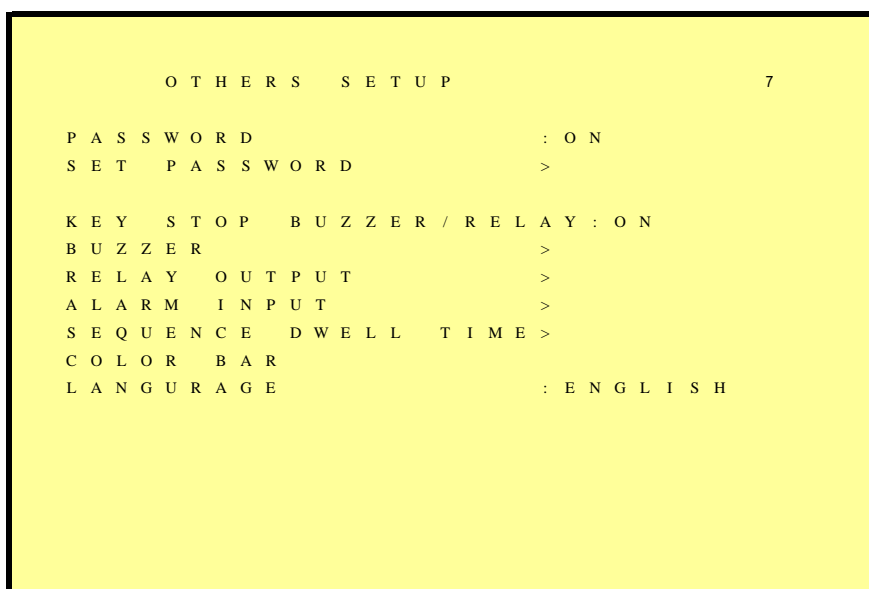 OTHERS SETUP 7
PASSWORD :ON
SET PASSWORD >
KEY STOP BUZZER/RELAY:ON
BUZZER >
RELAY OUTPUT >
ALARM INPUT >
SEQUENCE DWELL TIME>
COLOR BAR
LANGURAGE :ENGLISH